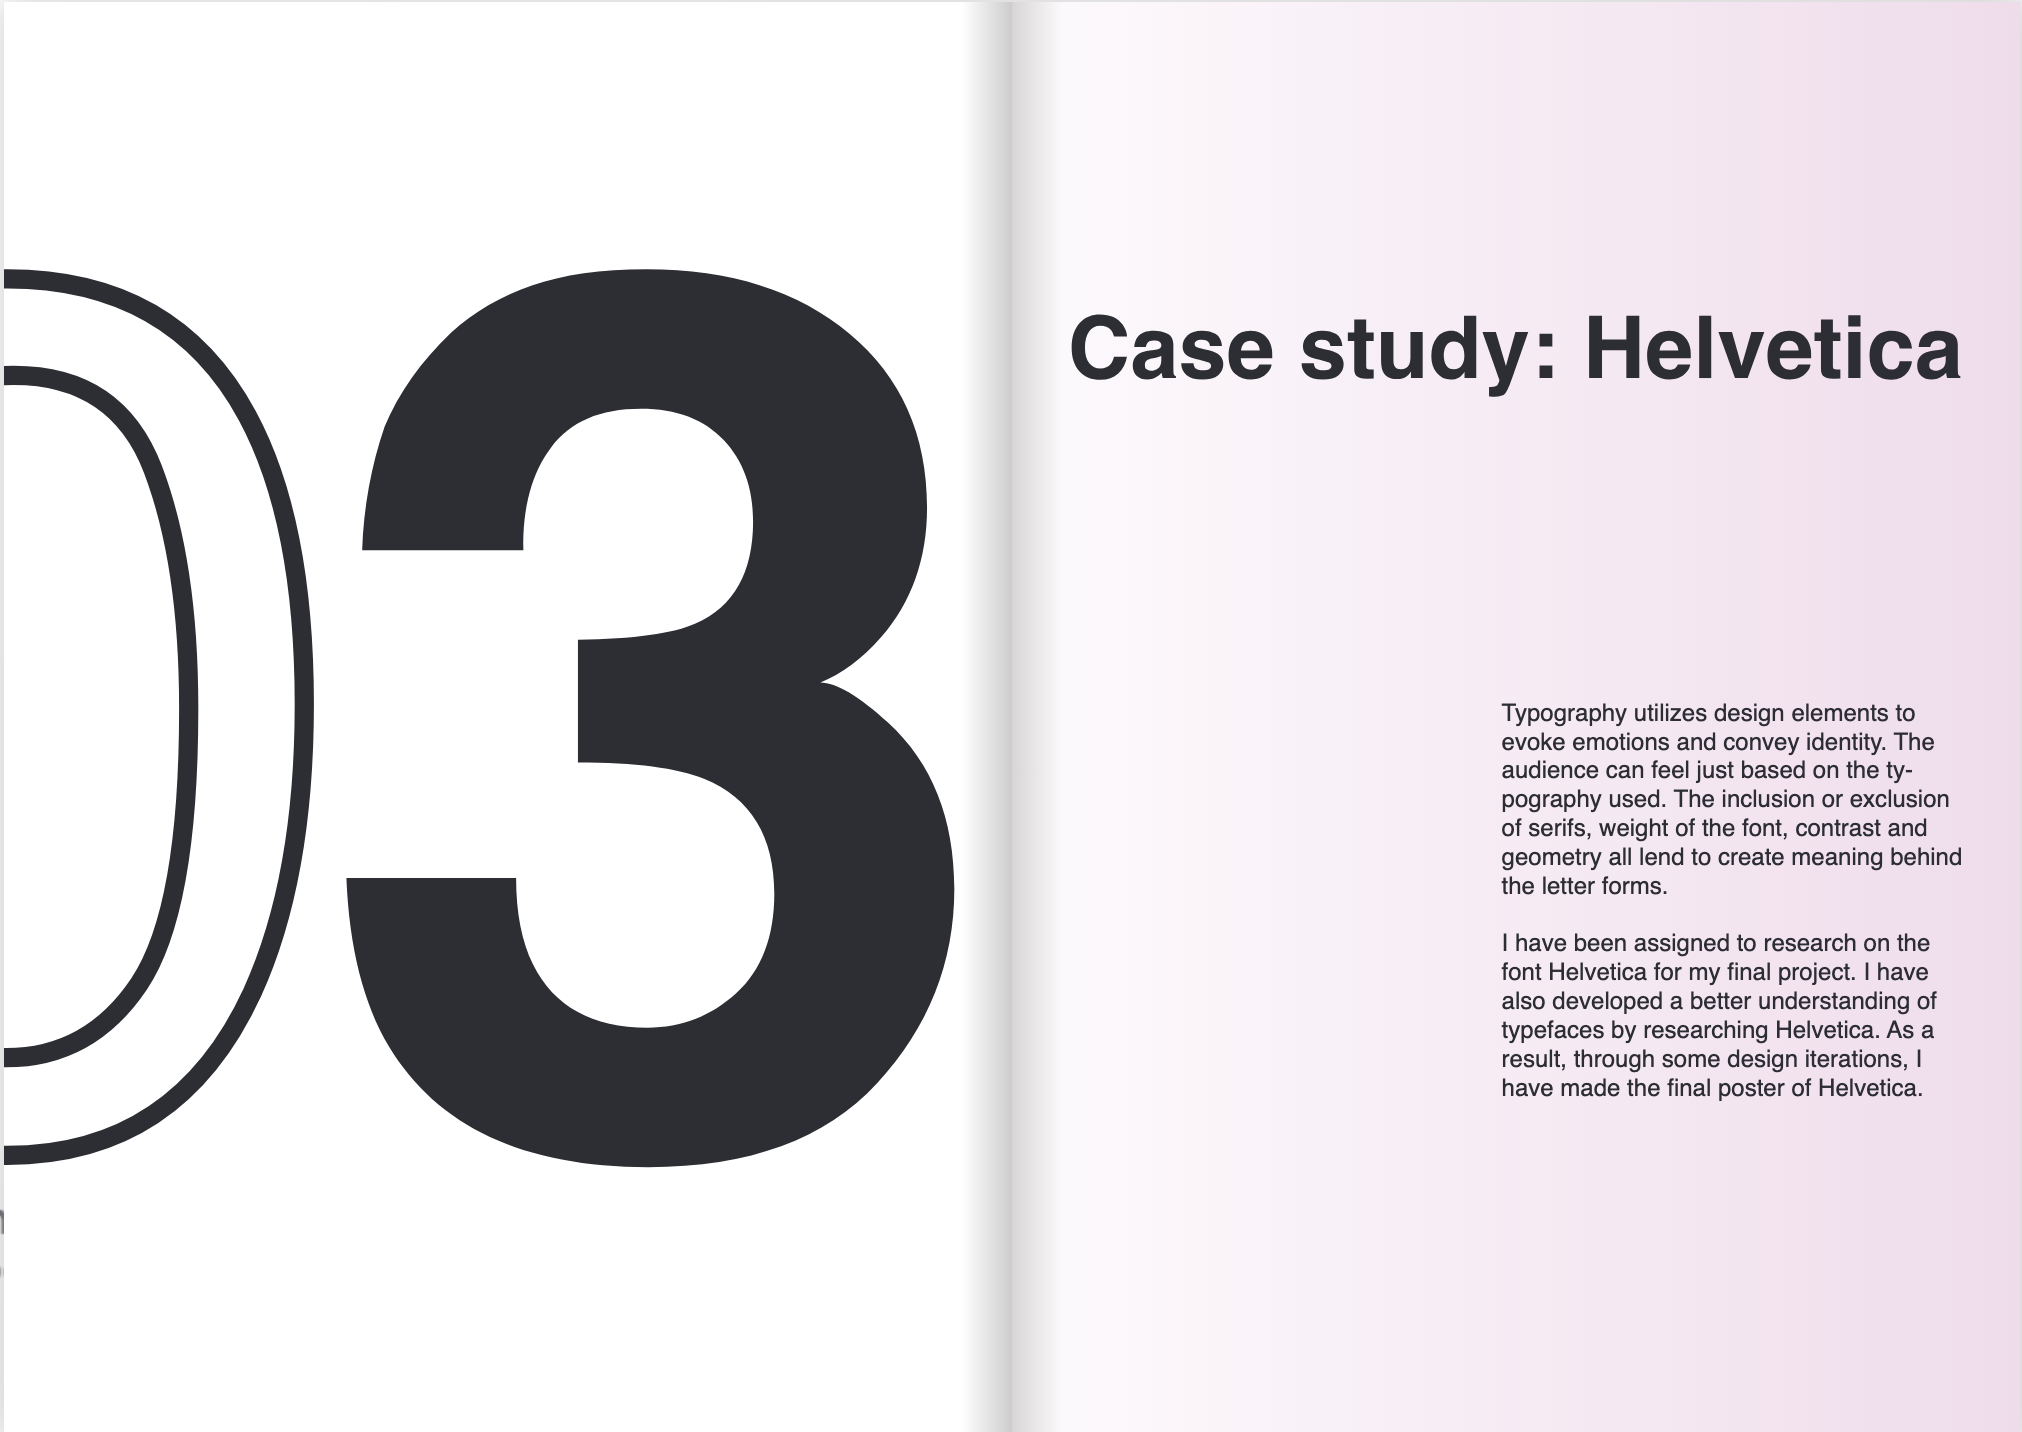 03
Case study: Helvetica
Typography utilizes design elements to
evoke emotions and convey identity. The
audience can feel just based on the ty-
pography used. The inclusion or exclusion
of serifs, weight of the font, contrast and
geometry all lend to create meaning behind
the letter forms.
I have been assigned to research on the
font Helvetica for my final project. I have
also developed a better understanding of
typefaces by researching Helvetica. As a
result, through some design iterations, I
have made the final poster of Helvetica.